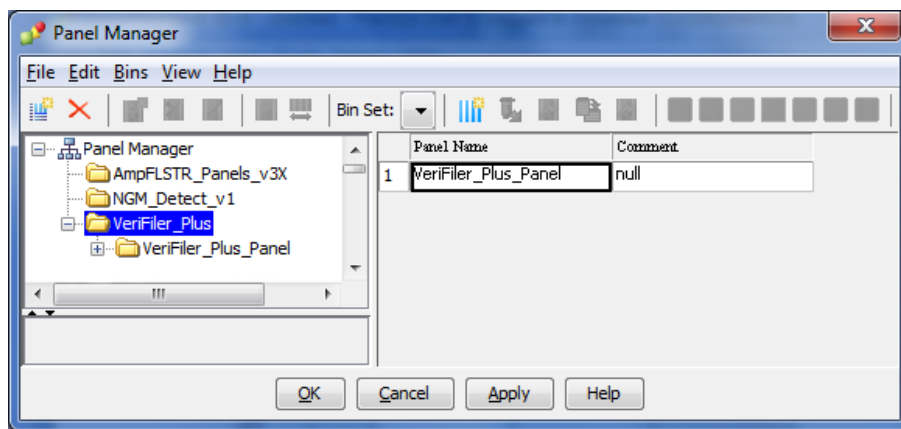 Panel Manager
File Edit Bins View Help
Bin Set:
Panel Manager
AmpFLSTR_Panels_v3X
NGM_Detect_v1
VeriFiler_Plus
VeriFiler_Plus_Panel
Panel Name Comment
1 VeriFiler_Plus_Panel null
OK Cancel Apply Help